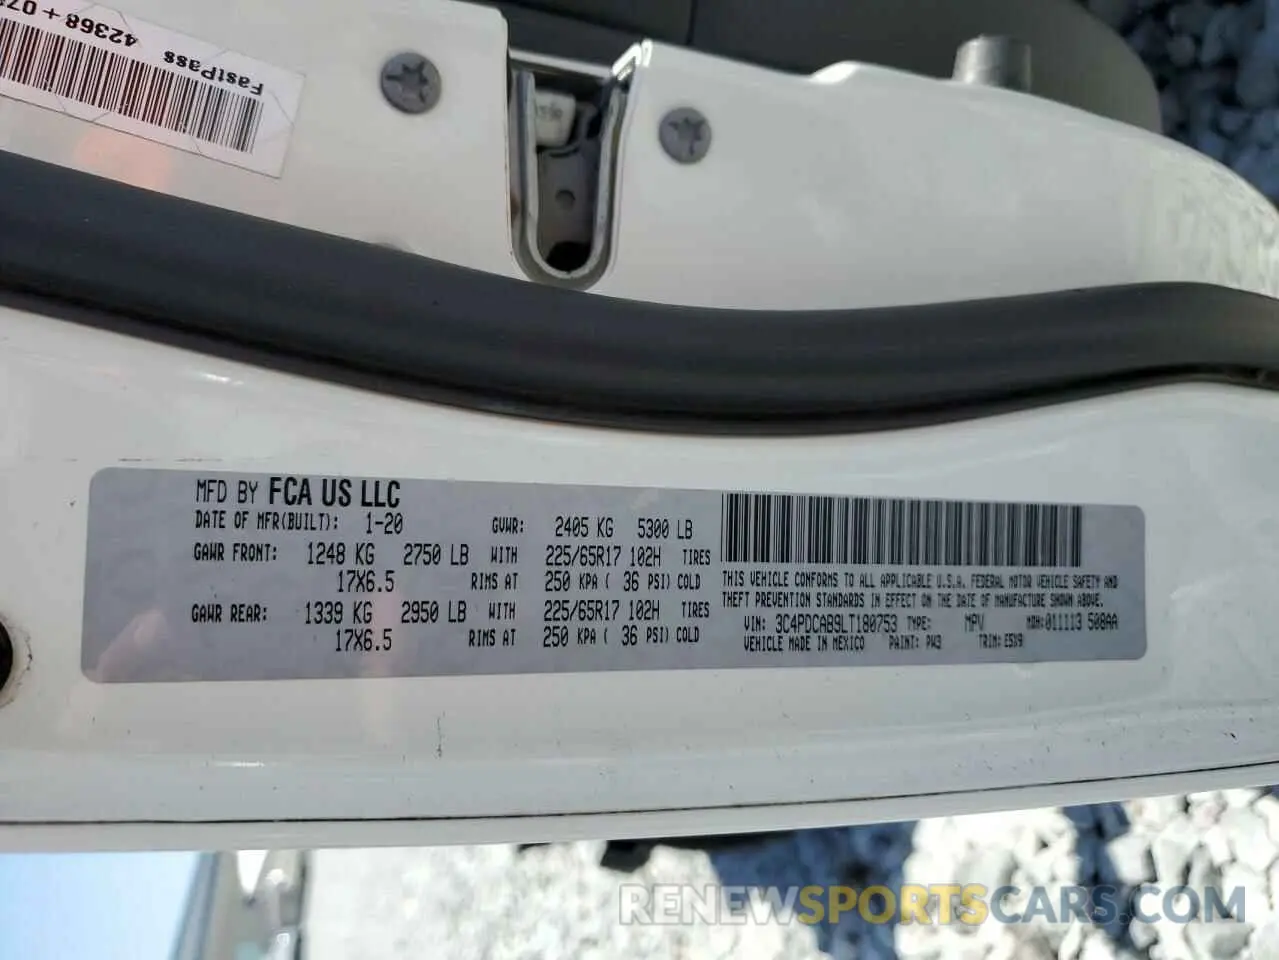 42368 + 07
FastPass
MFD BY FCA US LLC
DATE OF MFR(BUILT): 1-20 GVWR: 2405 KG 5300 LB
GAWR FRONT: 1248 KG 2750 LB WITH 225/65R17 102H TIRES
17X6.5 RIMS AT 250 KPA ( 36 PSI) COLD
GAWR REAR: 1339 KG 2950 LB WITH 225/65R17 102H TIRES
17X6.5 RIMS AT 250 KPA ( 36 PSI) COLD
THIS VEHICLE CONFORMS TO ALL APPLICABLE U.S.A. FEDERAL MOTOR VEHICLE SAFETY AND
THEFT PREVENTION STANDARDS IN EFFECT ON THE DATE OF MANUFACTURE SHOWN ABOVE.
VIN: 3C4PDCAB9LT180753 TYPE: MPV MDH: 011113 508AA
VEHICLE MADE IN MEXICO PAINT: PW3 TRIM: E5X9
RENEWSPORTSCARS.COM